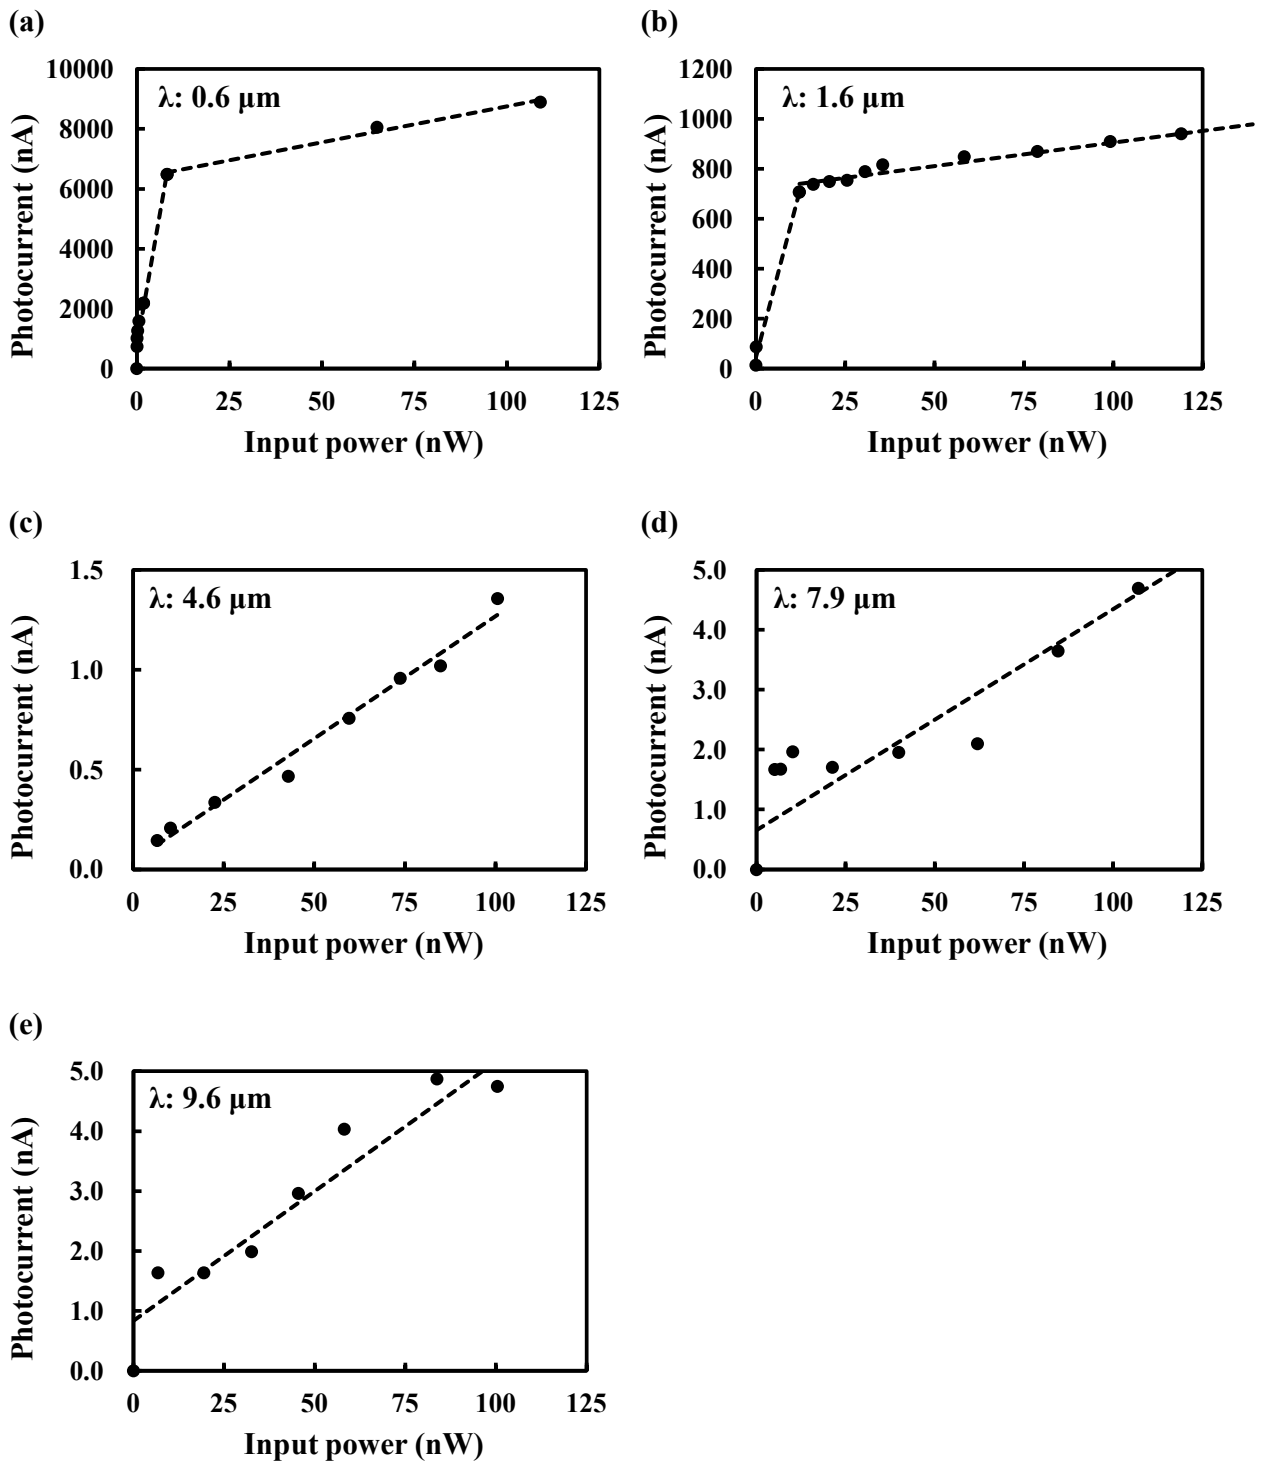 (a)
λ: 0.6 μm
Photocurrent (nA)
10000
8000
6000
4000
2000
0
0 25 50 75 100 125
Input power (nW)
(b)
λ: 1.6 μm
Photocurrent (nA)
1200
1000
800
600
400
200
0
0 25 50 75 100 125
Input power (nW)
(c)
λ: 4.6 μm
Photocurrent (nA)
1.5
1.0
0.5
0.0
0 25 50 75 100 125
Input power (nW)
(d)
λ: 7.9 μm
Photocurrent (nA)
5.0
4.0
3.0
2.0
1.0
0.0
0 25 50 75 100 125
Input power (nW)
(e)
λ: 9.6 μm
Photocurrent (nA)
5.0
4.0
3.0
2.0
1.0
0.0
0 25 50 75 100 125
Input power (nW)